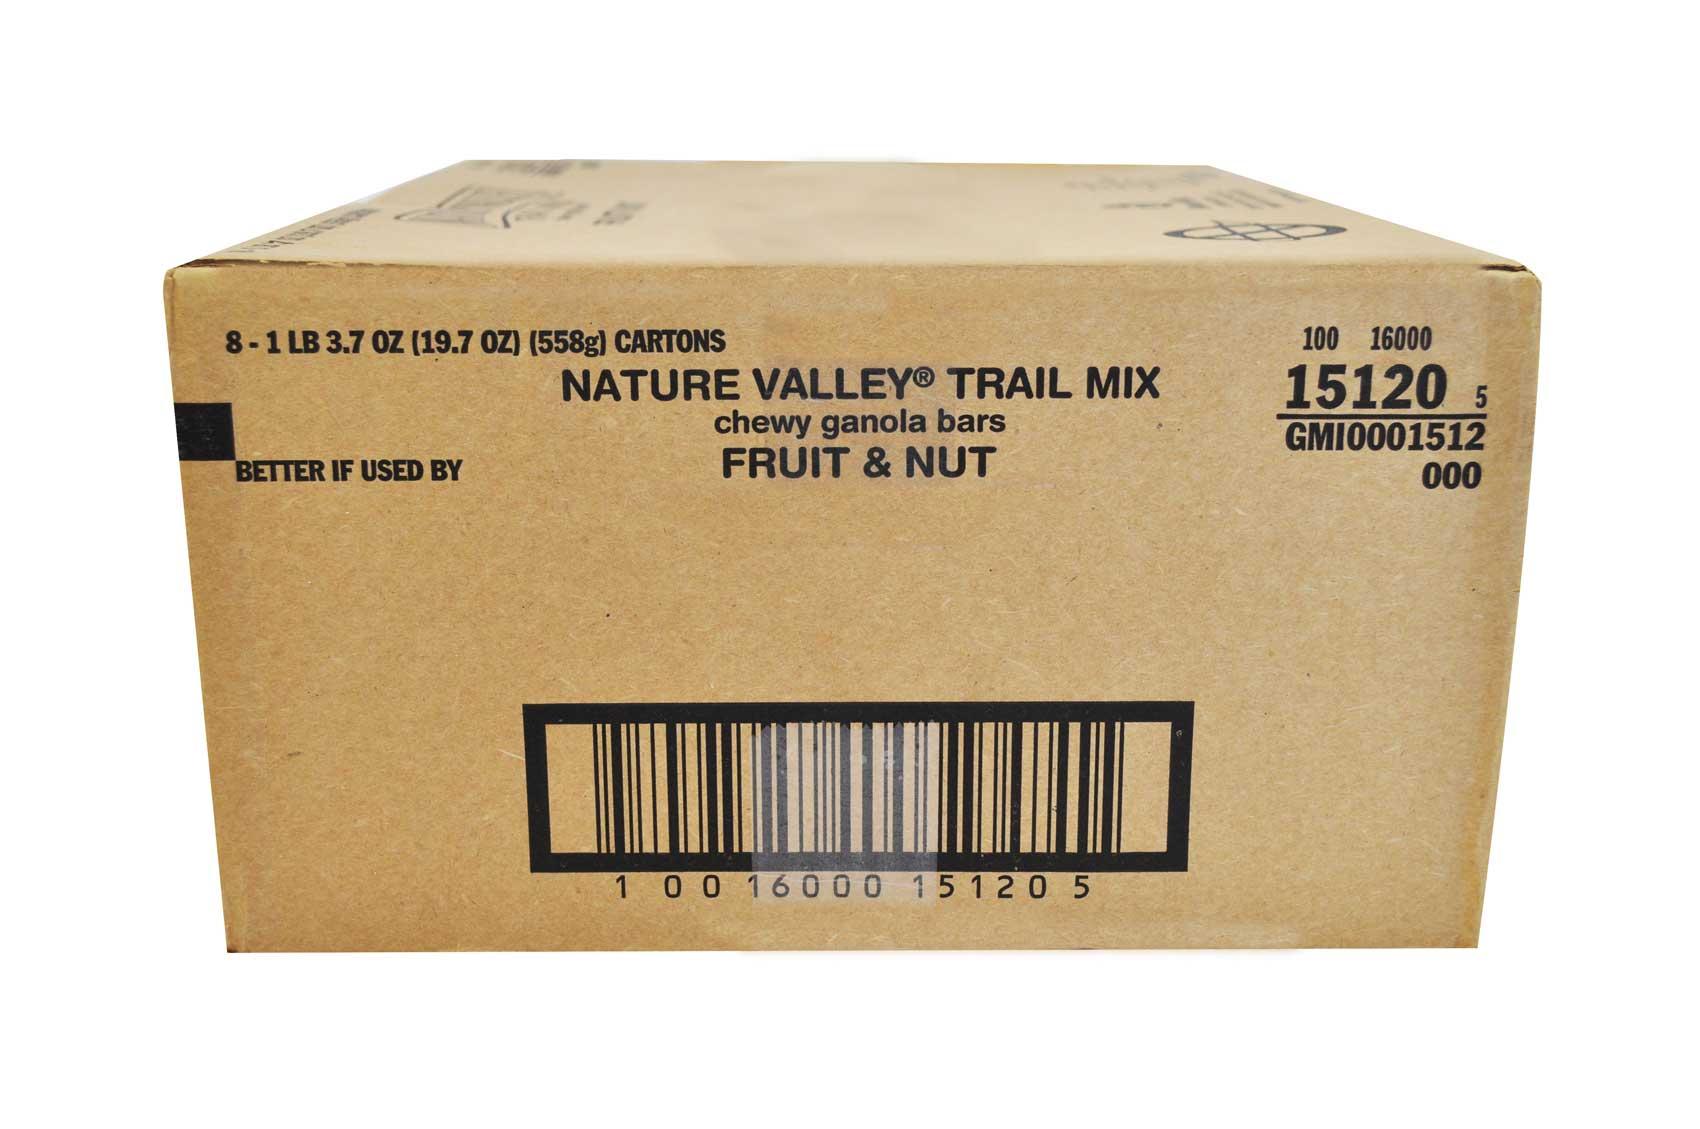 8 - 1 LB 3.7 OZ (19.7 OZ) (558g) CARTONS
NATURE VALLEY® TRAIL MIX
chewy ganola bars
FRUIT & NUT
BETTER IF USED BY
100 16000
15120 5
GMI0001512
000
1 00 16000 15120 5